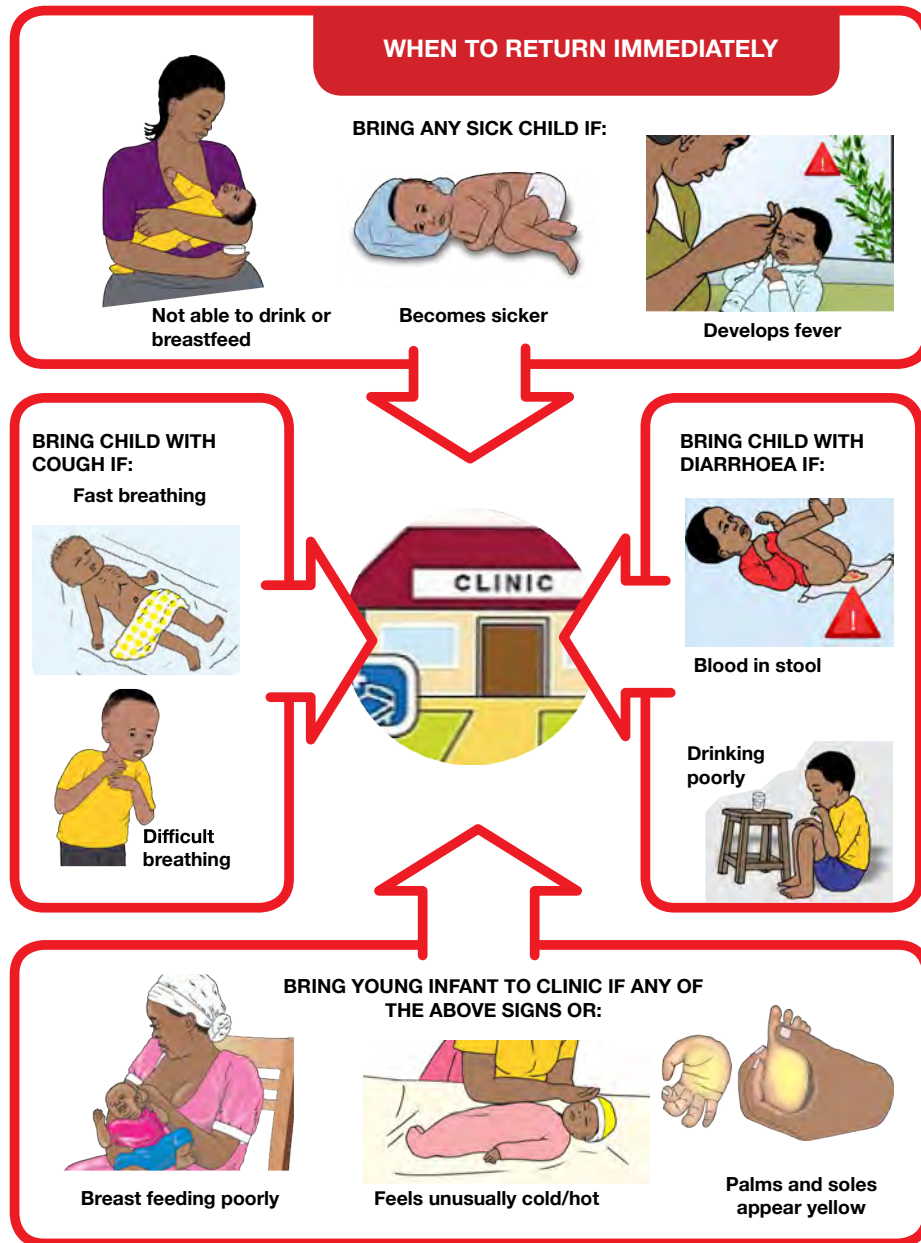 WHEN TO RETURN IMMEDIATELY
BRING ANY SICK CHILD IF:
Not able to drink or
breastfeed
Becomes sicker
Develops fever
BRING CHILD WITH
COUGH IF:
Fast breathing
Difficult
breathing
CLINIC
BRING CHILD WITH
DIARRHOEA IF:
Blood in stool
Drinking
poorly
BRING YOUNG INFANT TO CLINIC IF ANY OF
THE ABOVE SIGNS OR:
Breast feeding poorly
Feels unusually cold/hot
Palms and soles
appear yellow